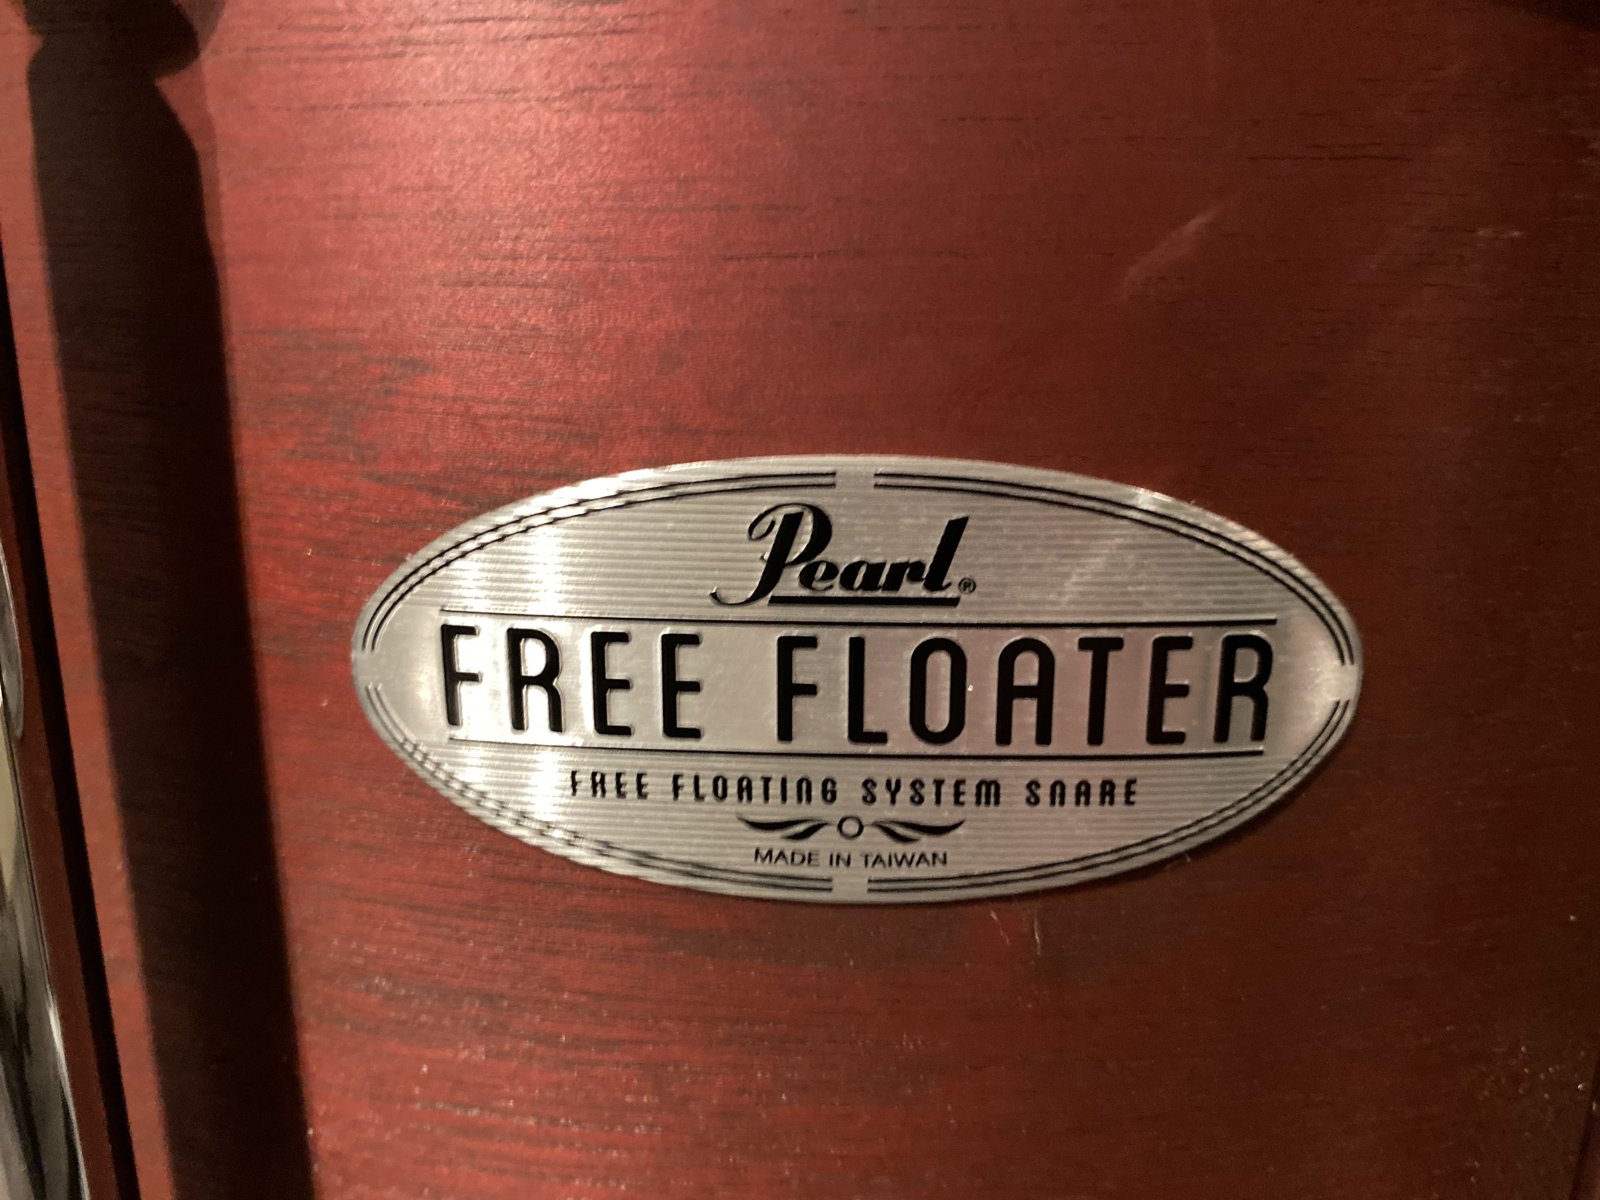 Pearl®
FREE FLOATER
FREE FLOATING SYSTEM SNARE
MADE IN TAIWAN